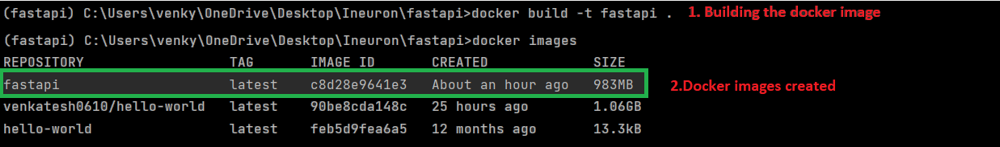 (fastapi) C:\Users\venky\OneDrive\Desktop\Ineuron\fastapi>docker build -t fastapi . 1. Building the docker image
(fastapi) C:\Users\venky\OneDrive\Desktop\Ineuron\fastapi>docker images
REPOSITORY TAG IMAGE ID CREATED SIZE
fastapi latest c8d28e9641e3 About an hour ago 983MB 2.Docker images created
venkatesh0610/hello-world latest 90be8cda148c 25 hours ago 1.06GB
hello-world latest feb5d9fea6a5 12 months ago 13.3kB